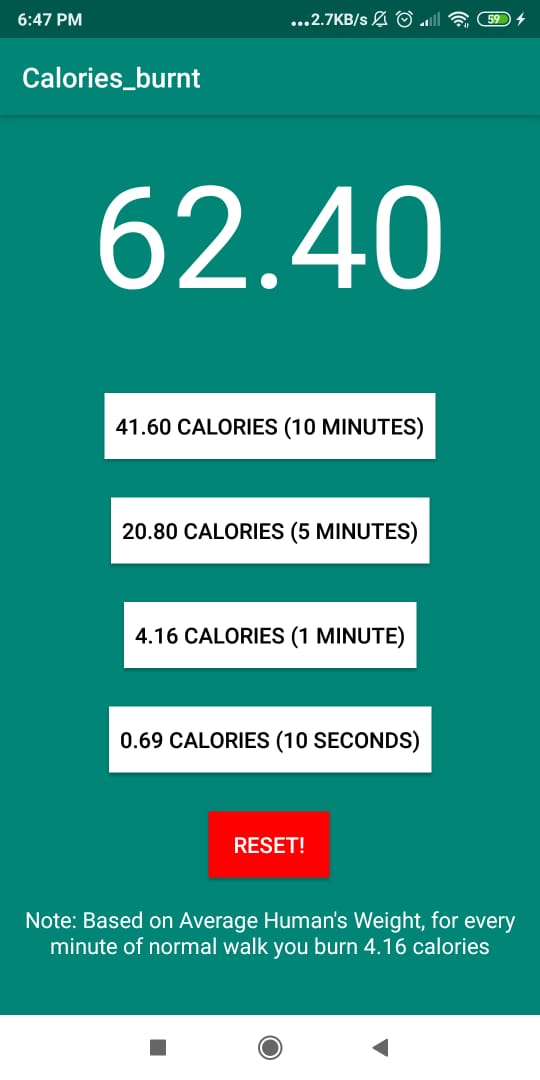 6:47 PM
...2.7KB/s
59
Calories_burnt
62.40
41.60 CALORIES (10 MINUTES)
20.80 CALORIES (5 MINUTES)
4.16 CALORIES (1 MINUTE)
0.69 CALORIES (10 SECONDS)
RESET!
Note: Based on Average Human's Weight, for every
minute of normal walk you burn 4.16 calories